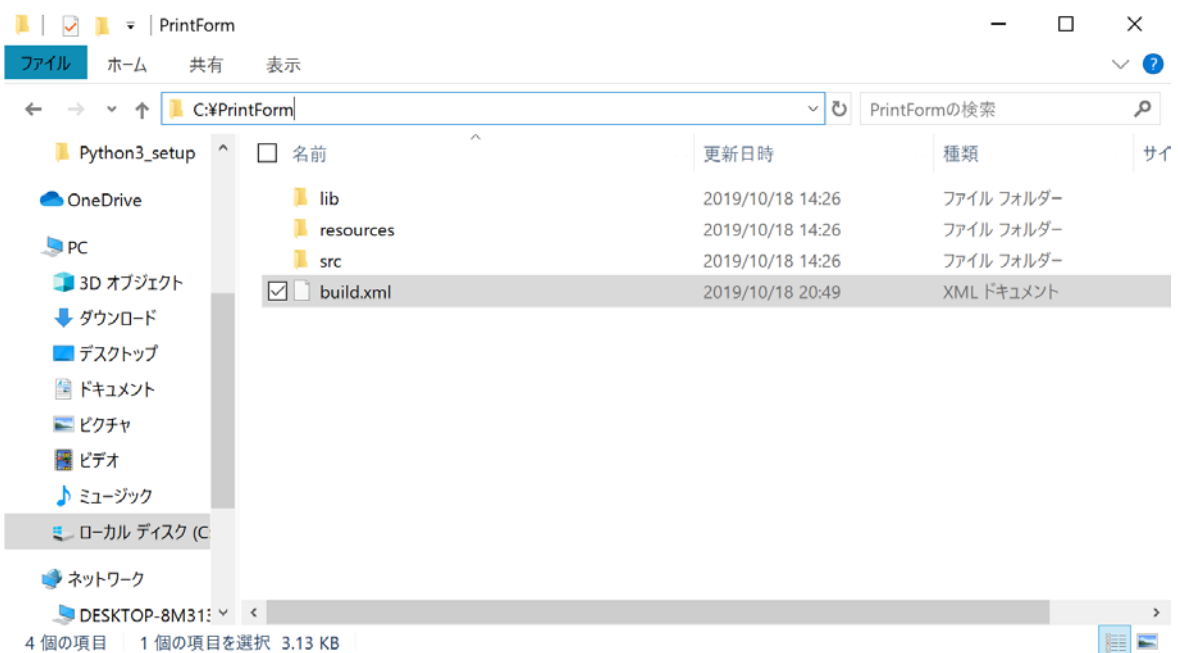 PrintForm
ファイル ホーム 共有 表示
C:¥PrintForm PrintFormの検索
Python3_setup
OneDrive
PC
3D オブジェクト
ダウンロード
デスクトップ
ドキュメント
ピクチャ
ビデオ
ミュージック
ローカル ディスク (C:
ネットワーク
DESKTOP-8M313
名前 更新日時 種類 サイ
lib 2019/10/18 14:26 ファイル フォルダー
resources 2019/10/18 14:26 ファイル フォルダー
src 2019/10/18 14:26 ファイル フォルダー
build.xml 2019/10/18 20:49 XML ドキュメント
4 個の項目 1 個の項目を選択 3.13 KB